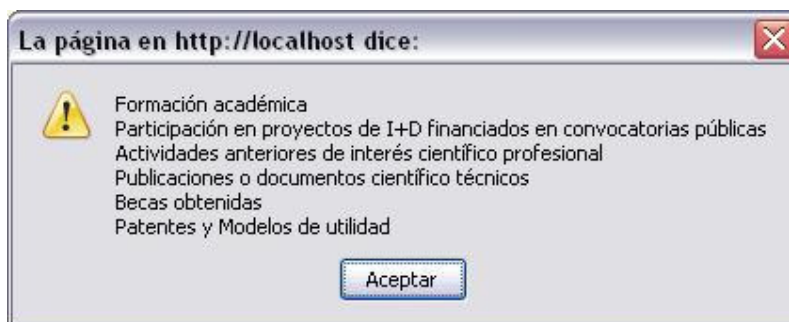 La página en http://localhost dice:
Formación académica
Participación en proyectos de I+D financiados en convocatorias públicas
Actividades anteriores de interés científico profesional
Publicaciones o documentos científico técnicos
Becas obtenidas
Patentes y Modelos de utilidad
Aceptar